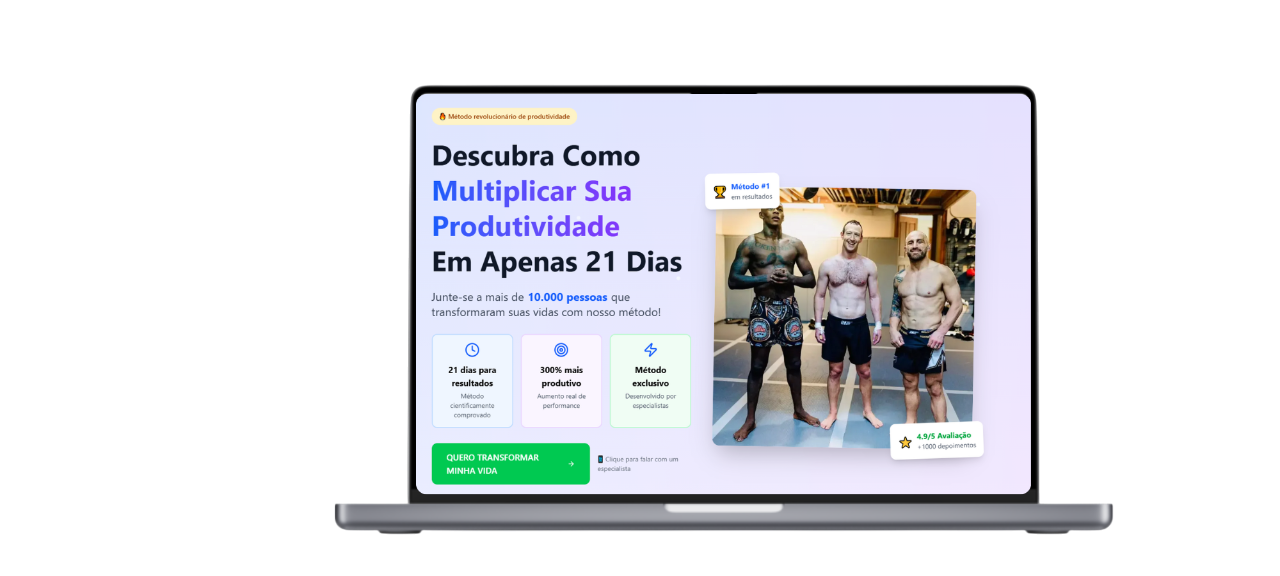 Método revolucionário de produtividade
Descubra Como
Multiplicar Sua
Produtividade
Em Apenas 21 Dias
Junte-se a mais de 10.000 pessoas que
transformaram suas vidas com nosso método!
21 dias para
resultados
Método
cientificamente
comprovado
300% mais
produtivo
Aumento real de
performance
Método
exclusivo
Desenvolvido por
especialistas
QUERO TRANSFORMAR
MINHA VIDA
Clique para falar com um
especialista
Método #1
em resultados
4.9/5 Avaliação
+1000 depoimentos